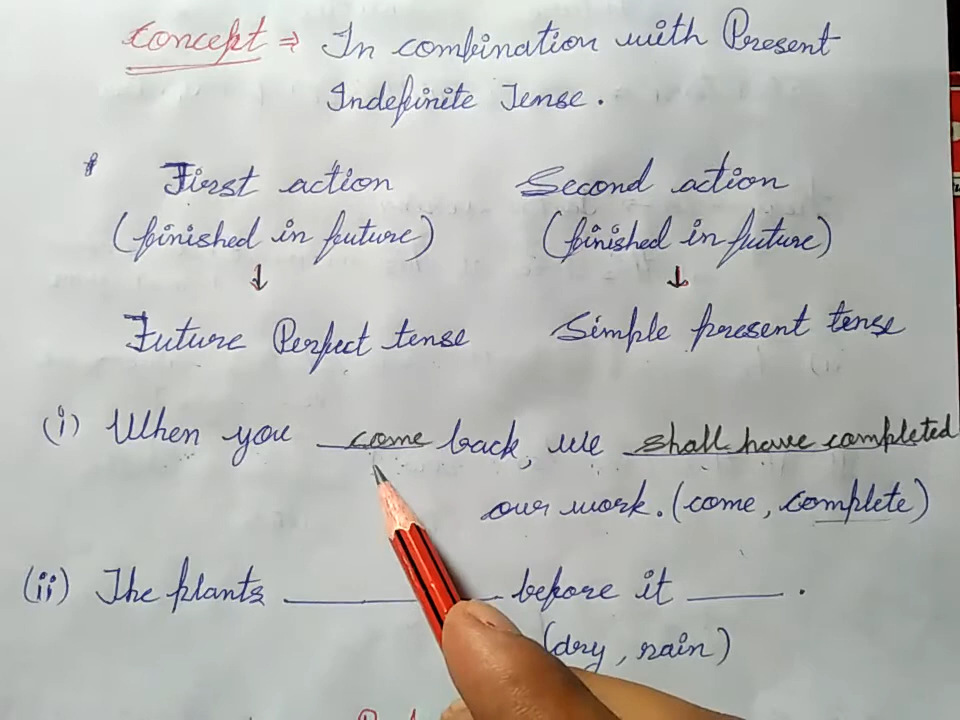 Concept ⇒ In combination with Present
Indefinite Tense.
* First action Second action
(finished in future) (finished in future)
↓ ↓
Future Perfect tense Simple present tense
(i) When you come back, we shall have completed
our work. (come, complete)
(ii) The plants ________ before it ____.
(dry, rain)